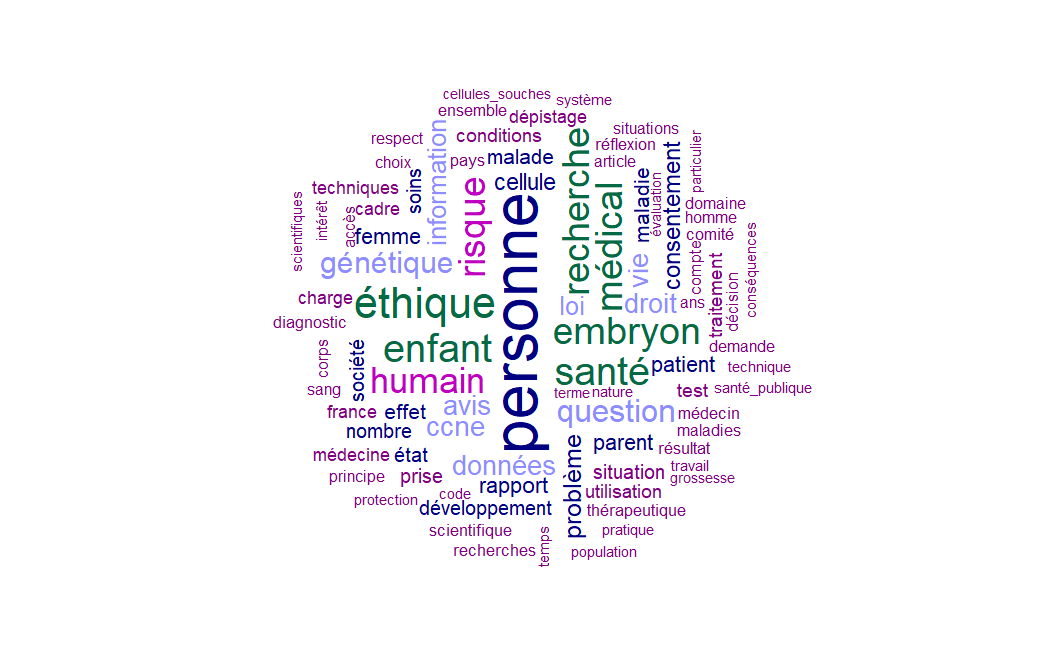 cellules_souches
système
ensemble
dépistage
situations
respect
conditions
réflexion
particulier
information
recherche
choix
pays
malade
article
consentement
techniques
soins
cellule
maladie
évaluation
scientifiques
intérêt
accès
cadre
risque
personne
médical
domaine
homme
femme
vie
comité
compte
conséquences
génétique
charge
éthique
loi
droit
ans
traitement
décision
diagnostic
embryon
corps
société
enfant
santé
patient
demande
technique
sang
humain
terme
nature
test
santé_publique
france
effet
avis
question
médecin
nombre
ccne
problème
parent
maladies
résultat
médecine
état
données
travail
principe
prise
rapport
situation
grossesse
protection
code
utilisation
développement
thérapeutique
scientifique
temps
pratique
recherches
population